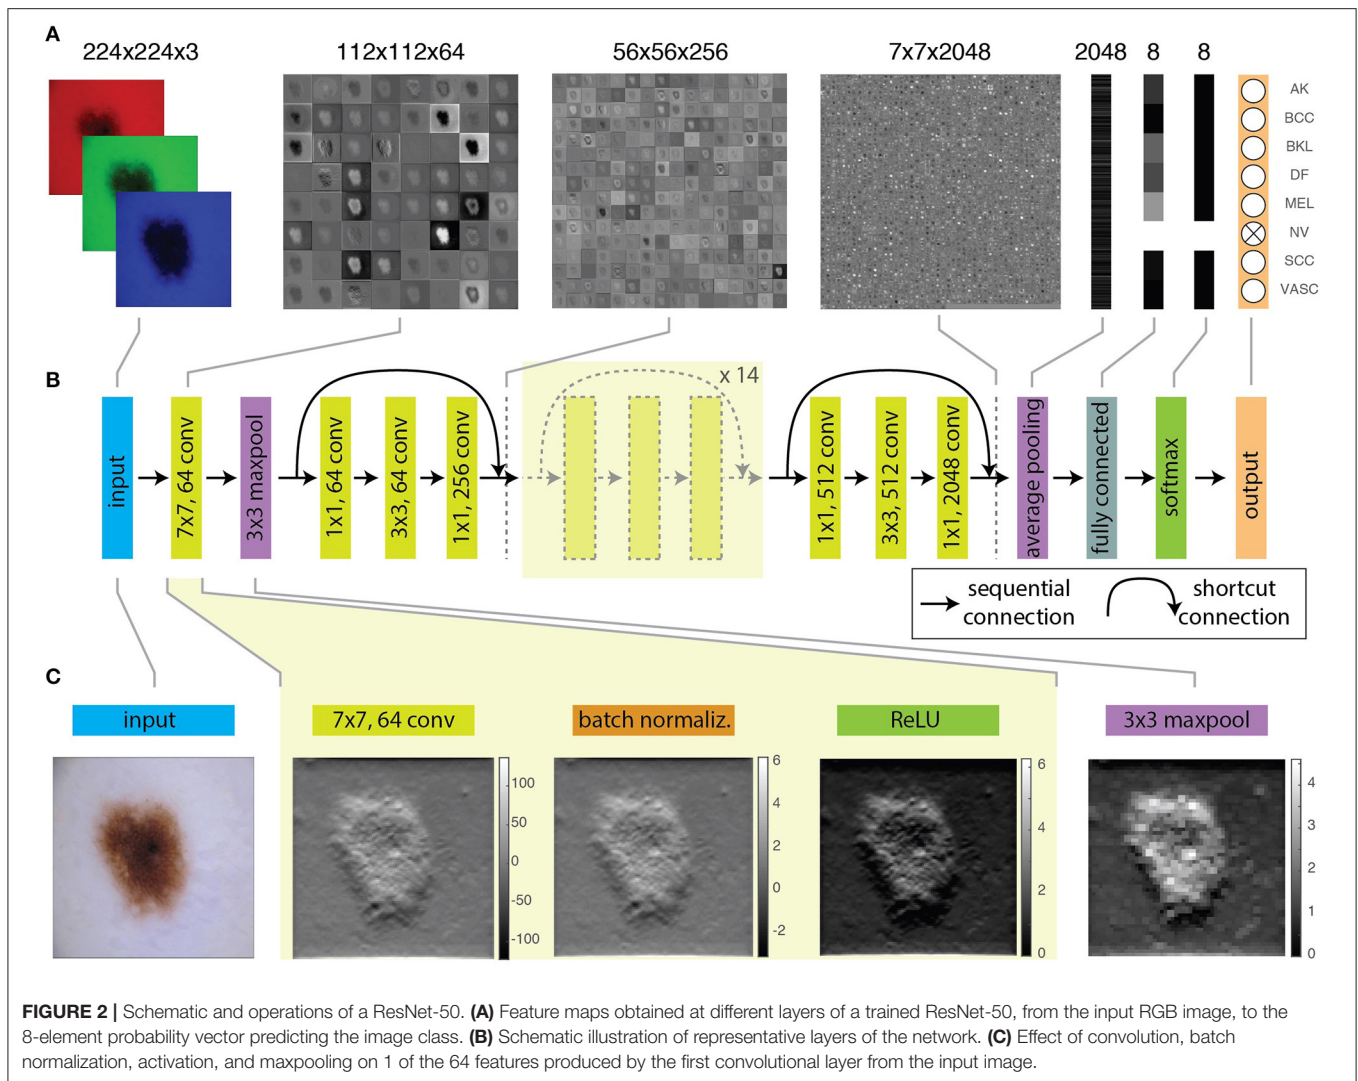 A
224x224x3
112x112x64
56x56x256
7x7x2048
2048
8
8
AK
BCC
BKL
DF
MEL
NV
SCC
VASC
B
x 14
input
7x7, 64 conv
3x3 maxpool
1x1, 64 conv
3x3, 64 conv
1x1, 256 conv
1x1, 512 conv
3x3, 512 conv
1x1, 2048 conv
average pooling
fully connected
softmax
output
sequential
connection
shortcut
connection
C
input
7x7, 64 conv
batch normaliz.
ReLU
3x3 maxpool
100
50
0
-50
-100
6
4
2
0
-2
6
4
2
0
4
3
2
1
0
FIGURE 2 | Schematic and operations of a ResNet-50. (A) Feature maps obtained at different layers of a trained ResNet-50, from the input RGB image, to the
8-element probability vector predicting the image class. (B) Schematic illustration of representative layers of the network. (C) Effect of convolution, batch
normalization, activation, and maxpooling on 1 of the 64 features produced by the first convolutional layer from the input image.